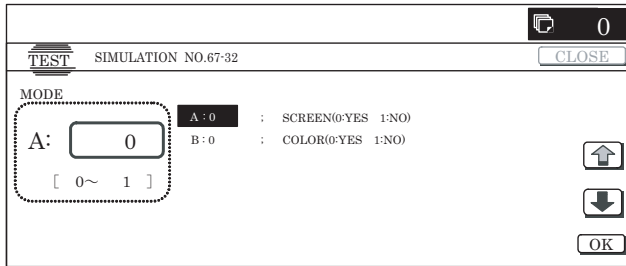 0
TEST SIMULATION NO.67-32 CLOSE
MODE
A : 0 ; SCREEN(0:YES 1:NO)
A: 0
B : 0 ; COLOR(0:YES 1:NO)
[ 0～ 1 ]
OK